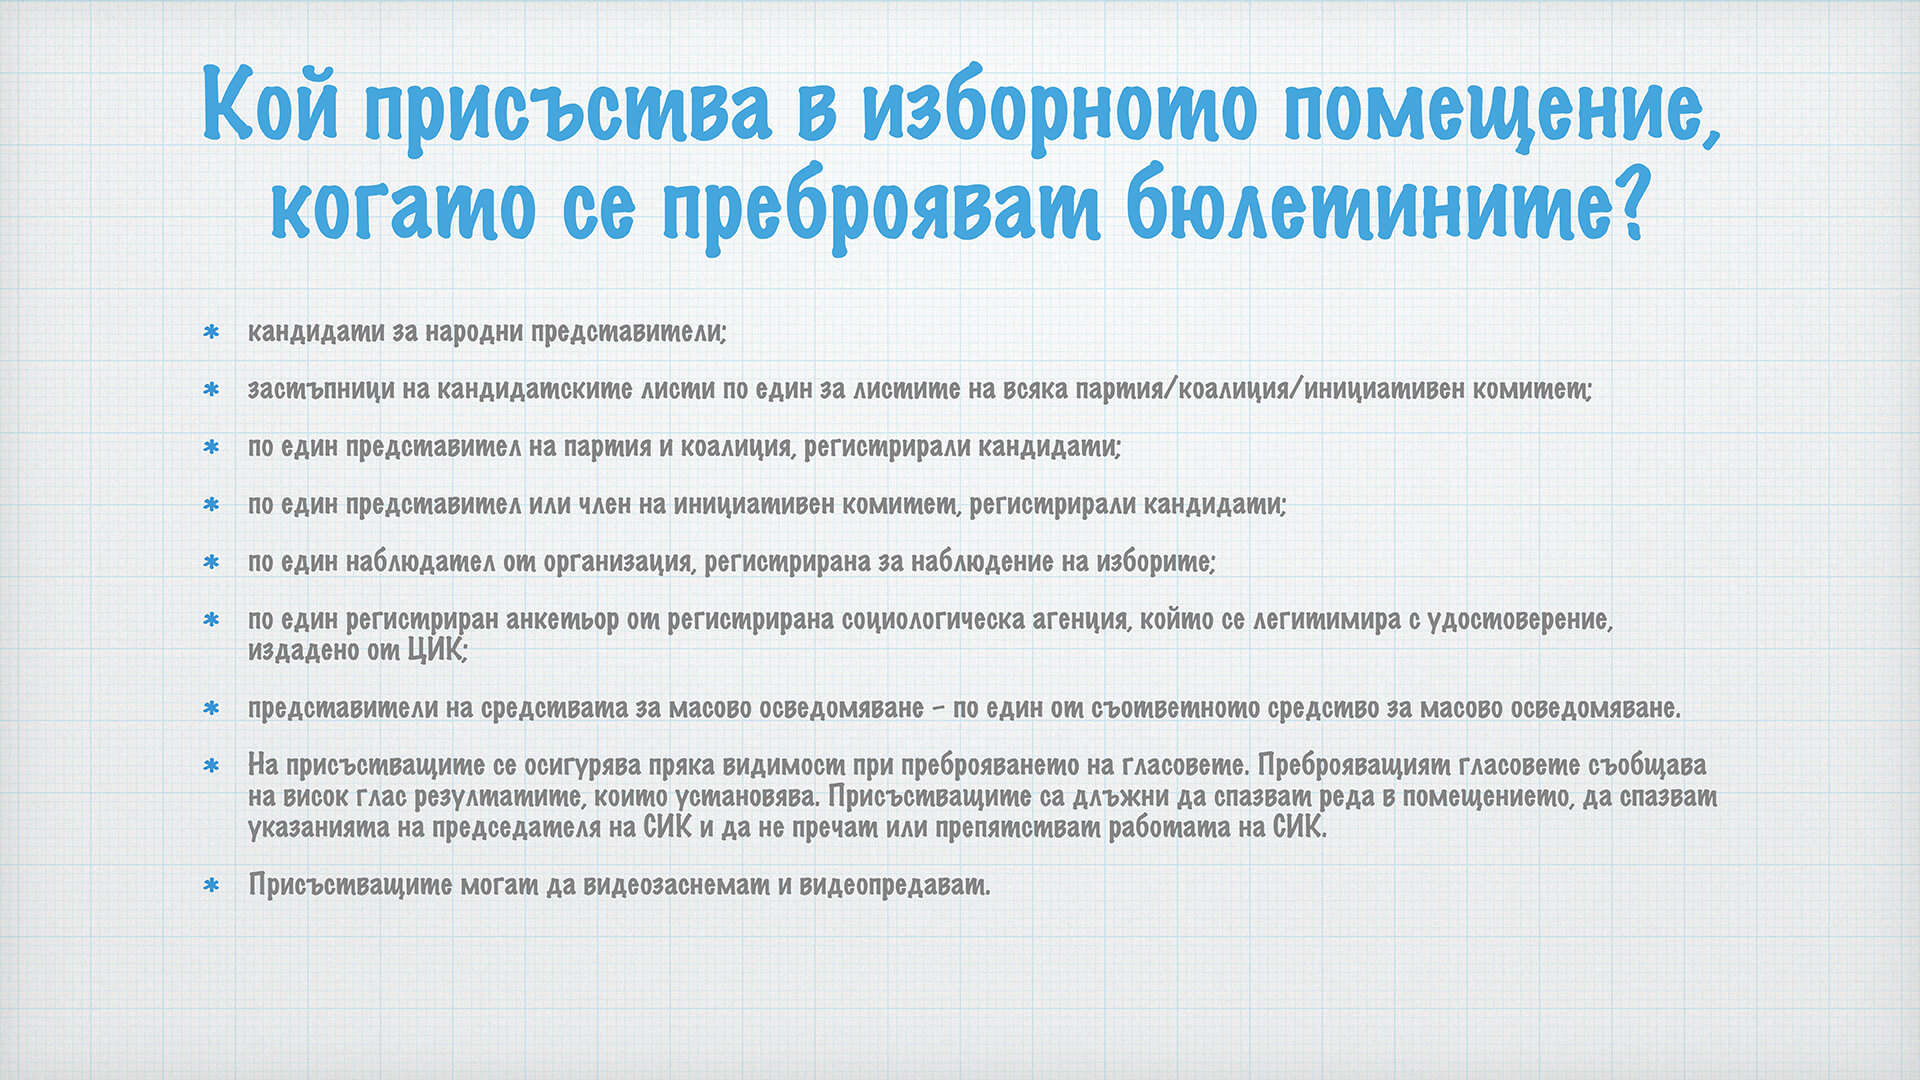 Кой присъства в изборното помещение,
когато се преброяват бюлетините?
* кандидати за народни представители;
* застъпници на кандидатските листи по един за листите на всяка партия/коалиция/инициативен комитет;
* по един представител на партия и коалиция, регистрирали кандидати;
* по един представител или член на инициативен комитет, регистрирали кандидати;
* по един наблюдател от организация, регистрирана за наблюдение на изборите;
* по един регистриран анкетьор от регистрирана социологическа агенция, който се легитимира с удостоверение,
издадено от ЦИК;
* представители на средствата за масово осведомяване – по един от съответното средство за масово осведомяване.
* На присъстващите се осигурява пряка видимост при преброяването на гласовете. Преброяващият гласовете съобщава
на висок глас резултатите, които установява. Присъстващите са длъжни да спазват реда в помещението, да спазват
указанията на председателя на СИК и да не пречат или препятстват работата на СИК.
* Присъстващите могат да видеозаснемат и видеопредават.